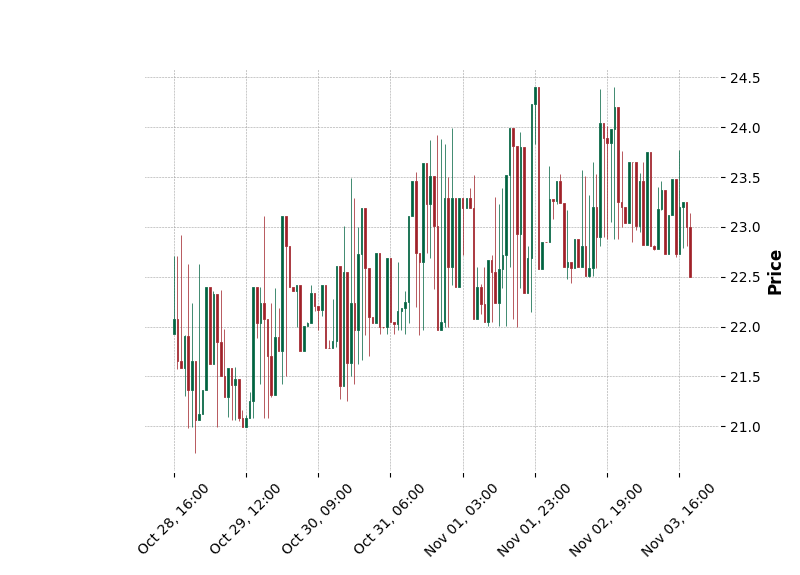 24.5
24.0
23.5
23.0
22.5
22.0
21.5
21.0
Price
Oct 28, 16:00
Oct 29, 12:00
Oct 30, 09:00
Oct 31, 06:00
Nov 01, 03:00
Nov 01, 23:00
Nov 02, 19:00
Nov 03, 16:00